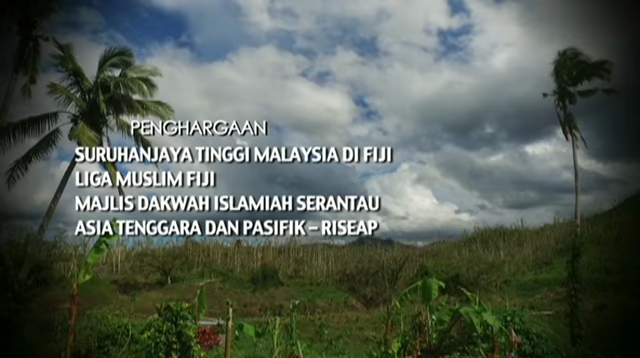 PENGHARGAAN
SURUHANJAYA TINGGI MALAYSIA DI FIJI
LIGA MUSLIM FIJI
MAJLIS DAKWAH ISLAMIAH SERANTAU
ASIA TENGGARA DAN PASIFIK – RISEAP